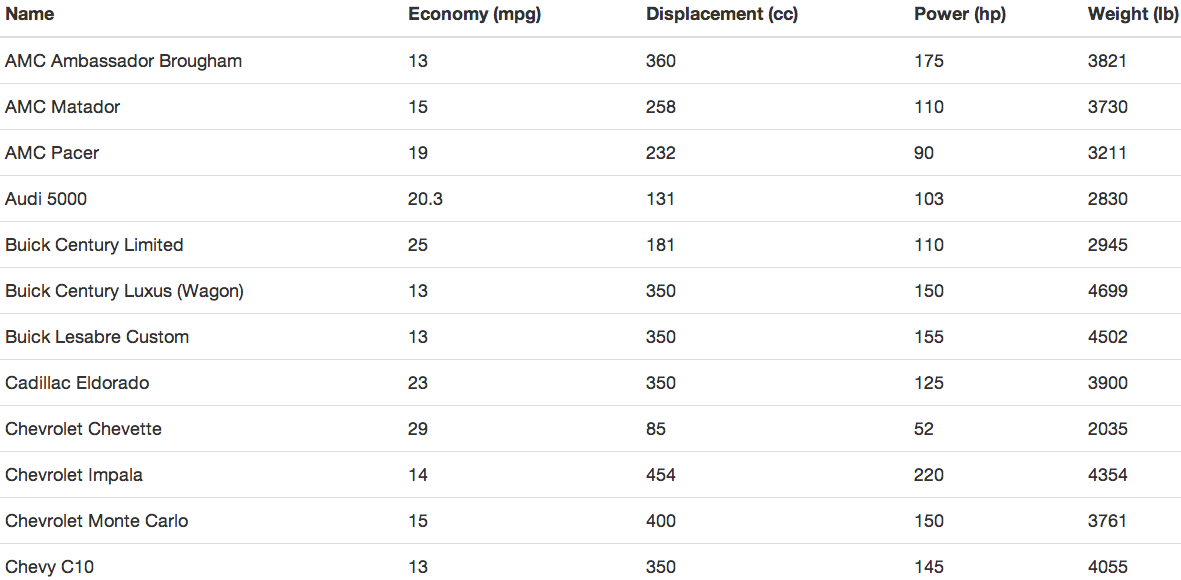 Name Economy (mpg) Displacement (cc) Power (hp) Weight (lb)
AMC Ambassador Brougham 13 360 175 3821
AMC Matador 15 258 110 3730
AMC Pacer 19 232 90 3211
Audi 5000 20.3 131 103 2830
Buick Century Limited 25 181 110 2945
Buick Century Luxus (Wagon) 13 350 150 4699
Buick Lesabre Custom 13 350 155 4502
Cadillac Eldorado 23 350 125 3900
Chevrolet Chevette 29 85 52 2035
Chevrolet Impala 14 454 220 4354
Chevrolet Monte Carlo 15 400 150 3761
Chevy C10 13 350 145 4055